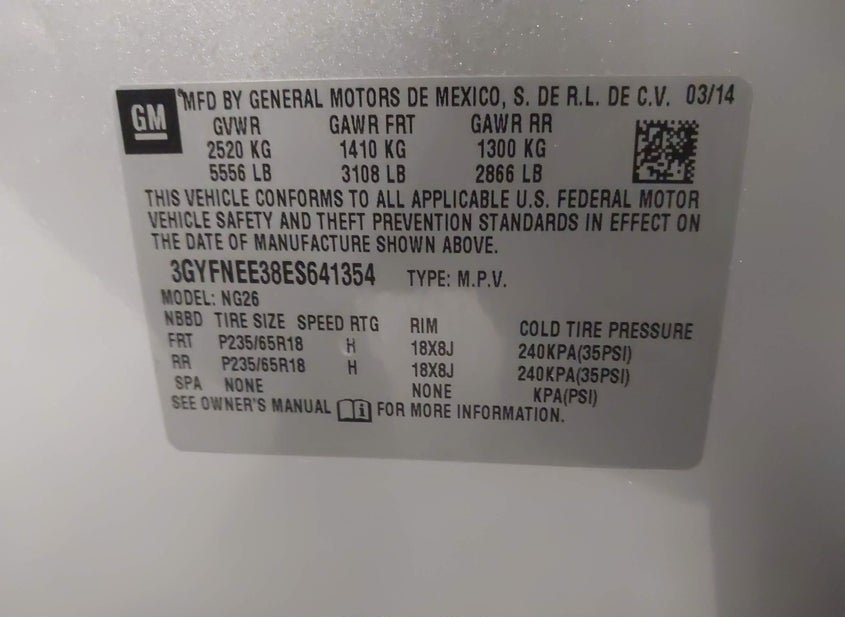 GM
MFD BY GENERAL MOTORS DE MEXICO, S. DE R.L. DE C.V. 03/14
GVWR GAWR FRT GAWR RR
2520 KG 1410 KG 1300 KG
5556 LB 3108 LB 2866 LB
THIS VEHICLE CONFORMS TO ALL APPLICABLE U.S. FEDERAL MOTOR
VEHICLE SAFETY AND THEFT PREVENTION STANDARDS IN EFFECT ON
THE DATE OF MANUFACTURE SHOWN ABOVE.
3GYFNEE38ES641354 TYPE: M.P.V.
MODEL: NG26
NBBD TIRE SIZE SPEED RTG RIM COLD TIRE PRESSURE
FRT P235/65R18 H 18X8J 240KPA(35PSI)
RR P235/65R18 H 18X8J 240KPA(35PSI)
SPA NONE NONE KPA(PSI)
SEE OWNER'S MANUAL i FOR MORE INFORMATION.